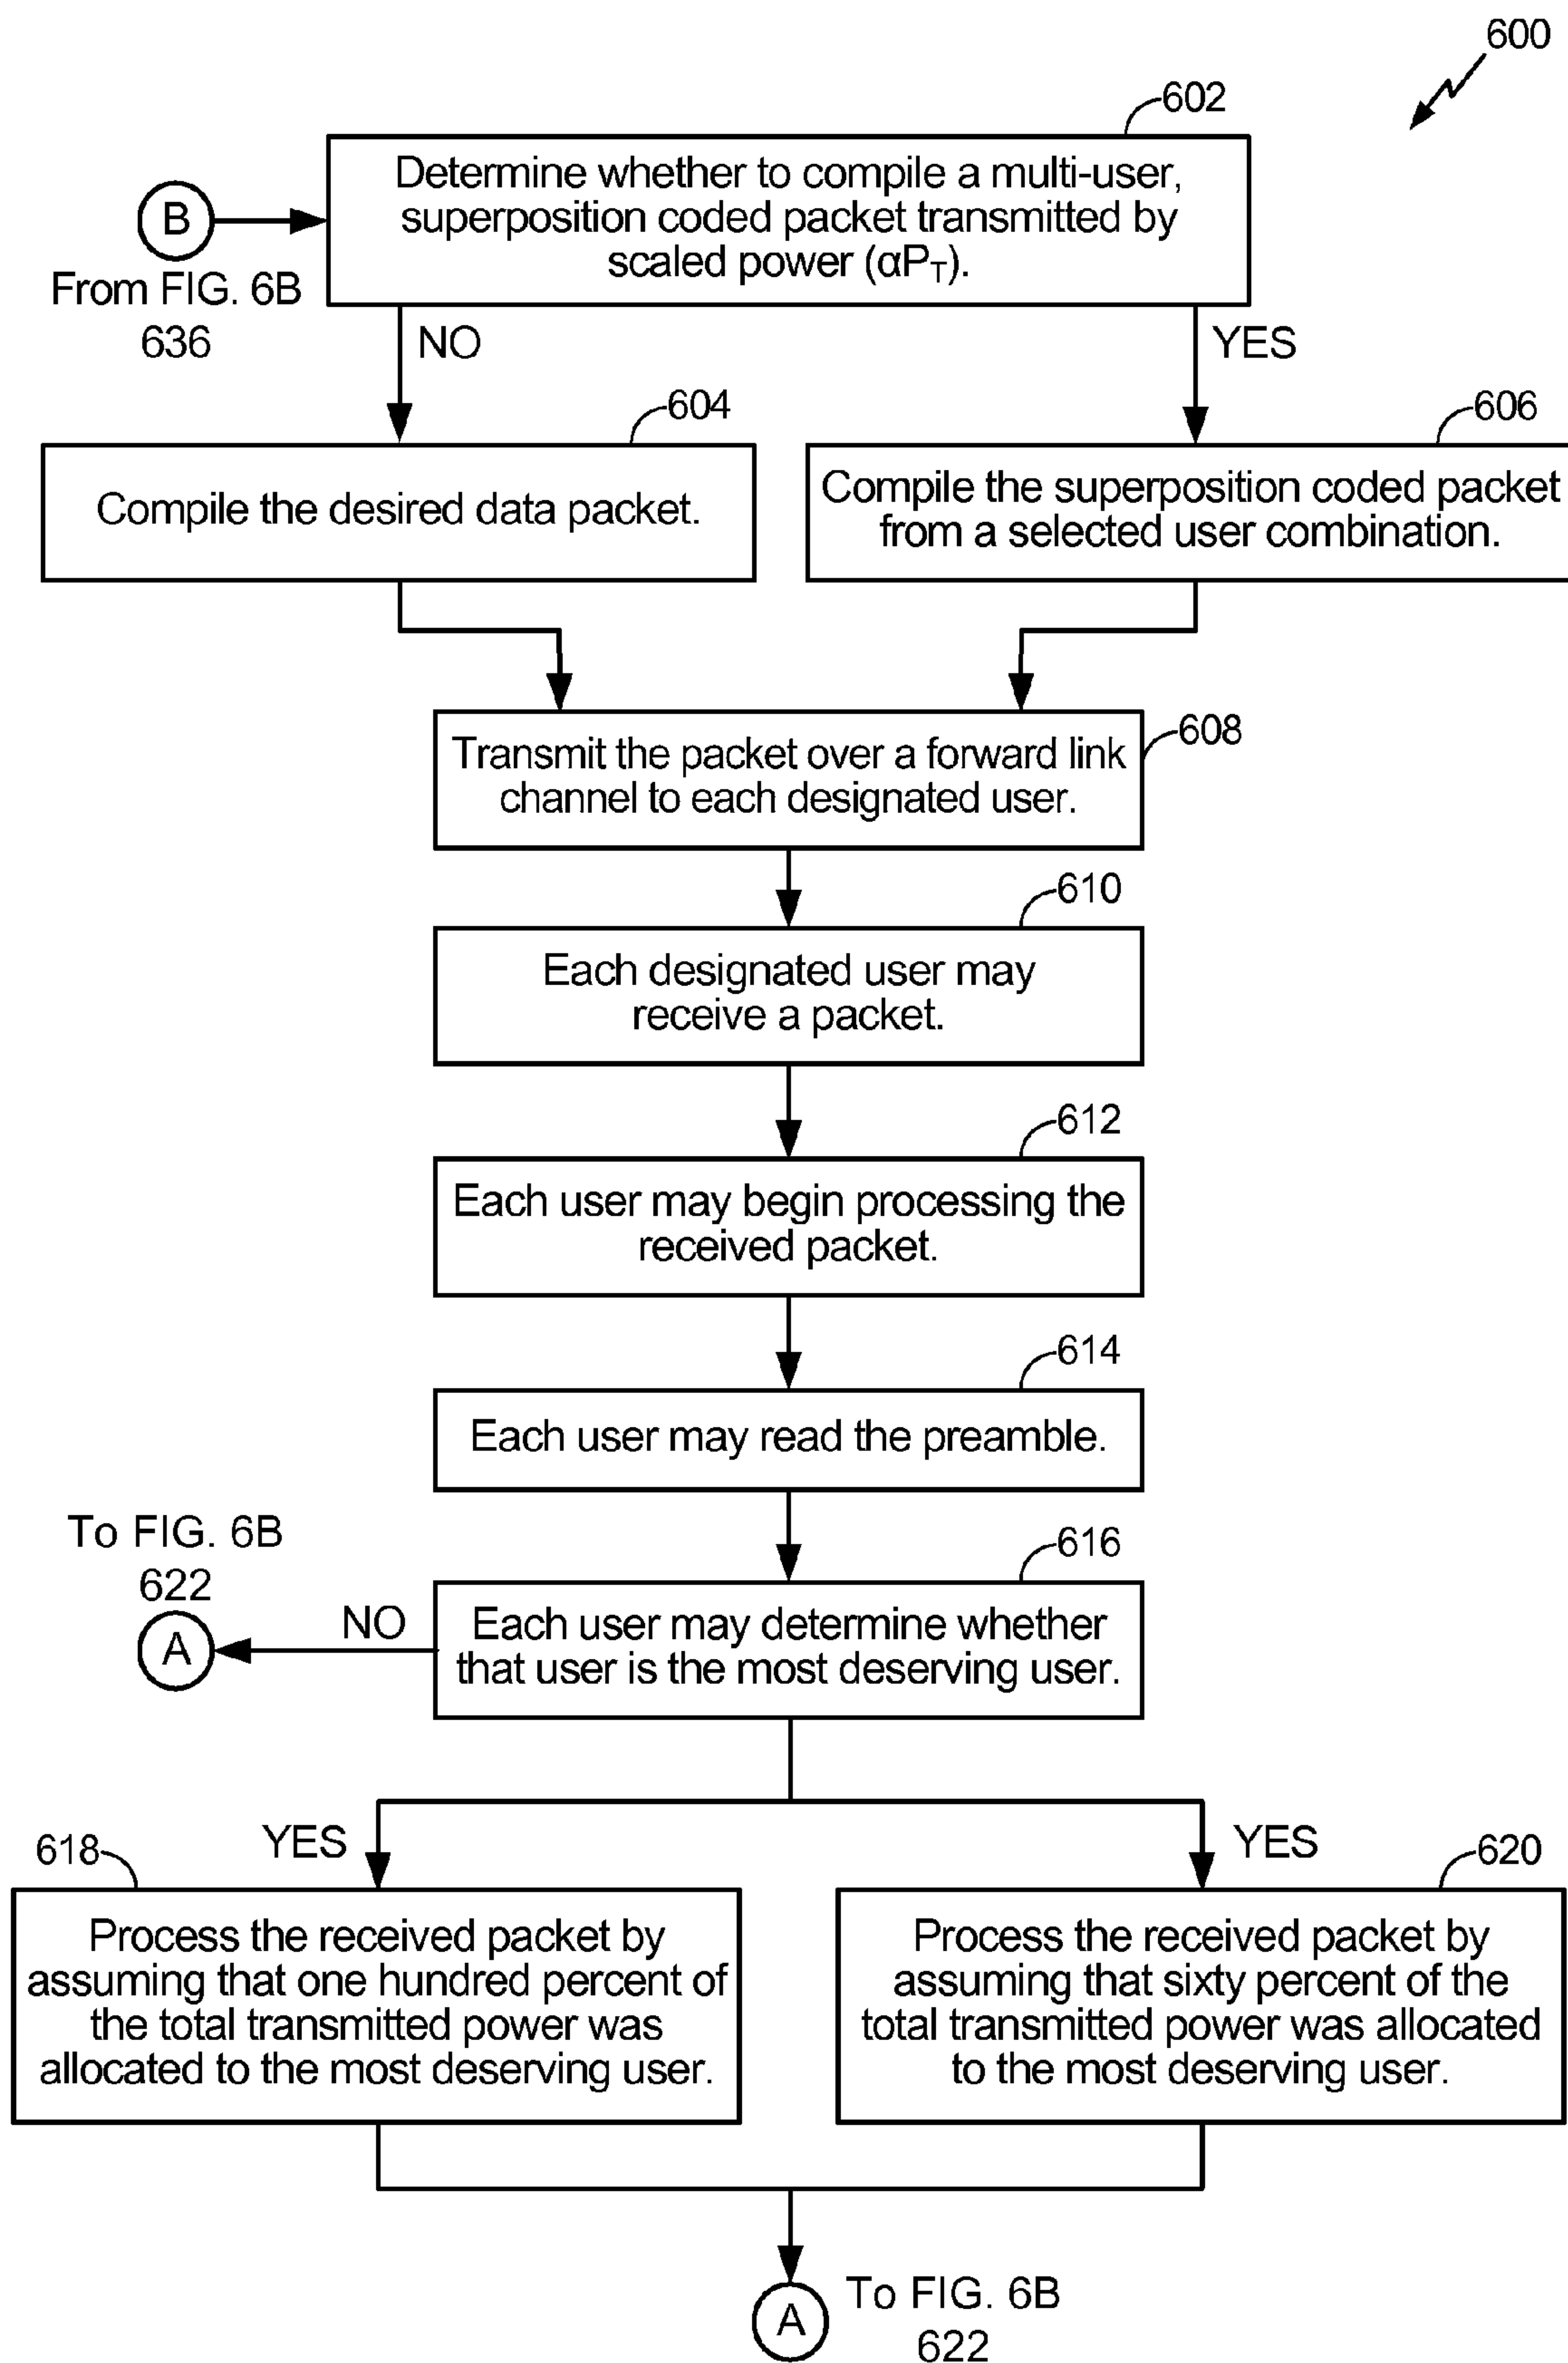 600
602
Determine whether to compile a multi-user,
superposition coded packet transmitted by
scaled power (αPT).
B
From FIG. 6B
636
NO
YES
604
Compile the desired data packet.
606
Compile the superposition coded packet
from a selected user combination.
608
Transmit the packet over a forward link
channel to each designated user.
610
Each designated user may
receive a packet.
612
Each user may begin processing the
received packet.
614
Each user may read the preamble.
To FIG. 6B
622
A
NO
616
Each user may determine whether
that user is the most deserving user.
YES
YES
618
Process the received packet by
assuming that one hundred percent of
the total transmitted power was
allocated to the most deserving user.
620
Process the received packet by
assuming that sixty percent of the
total transmitted power was allocated
to the most deserving user.
A
To FIG. 6B
622